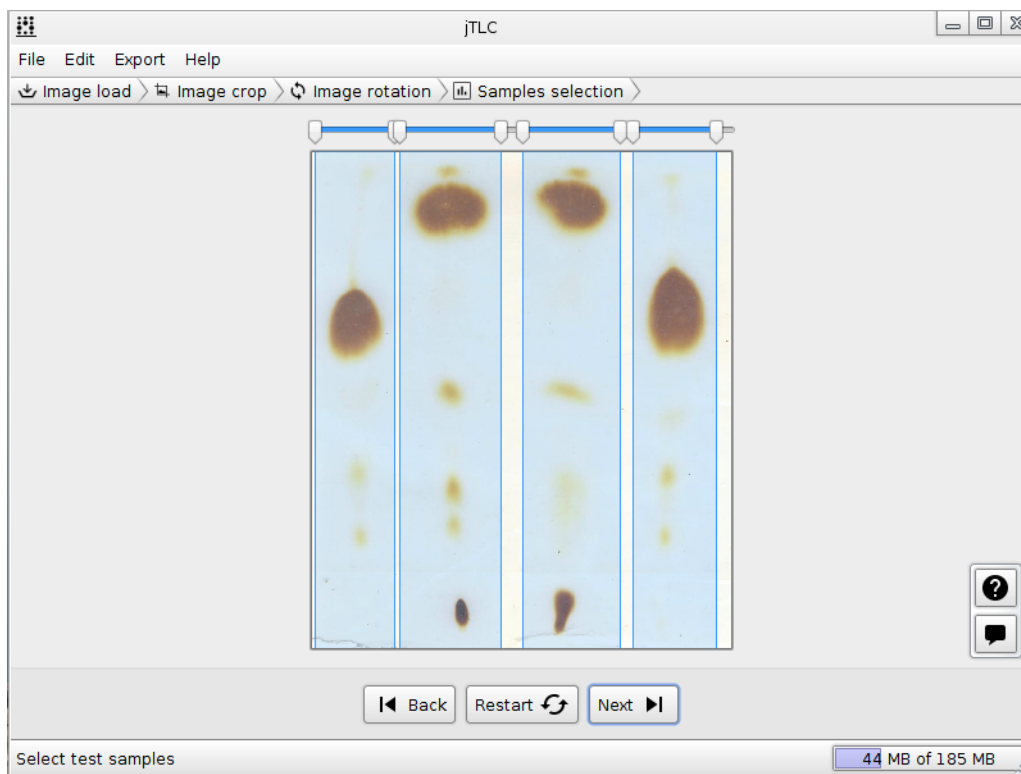 jTLC
File Edit Export Help
Image load Image crop Image rotation Samples selection
Back Restart Next
Select test samples 44 MB of 185 MB